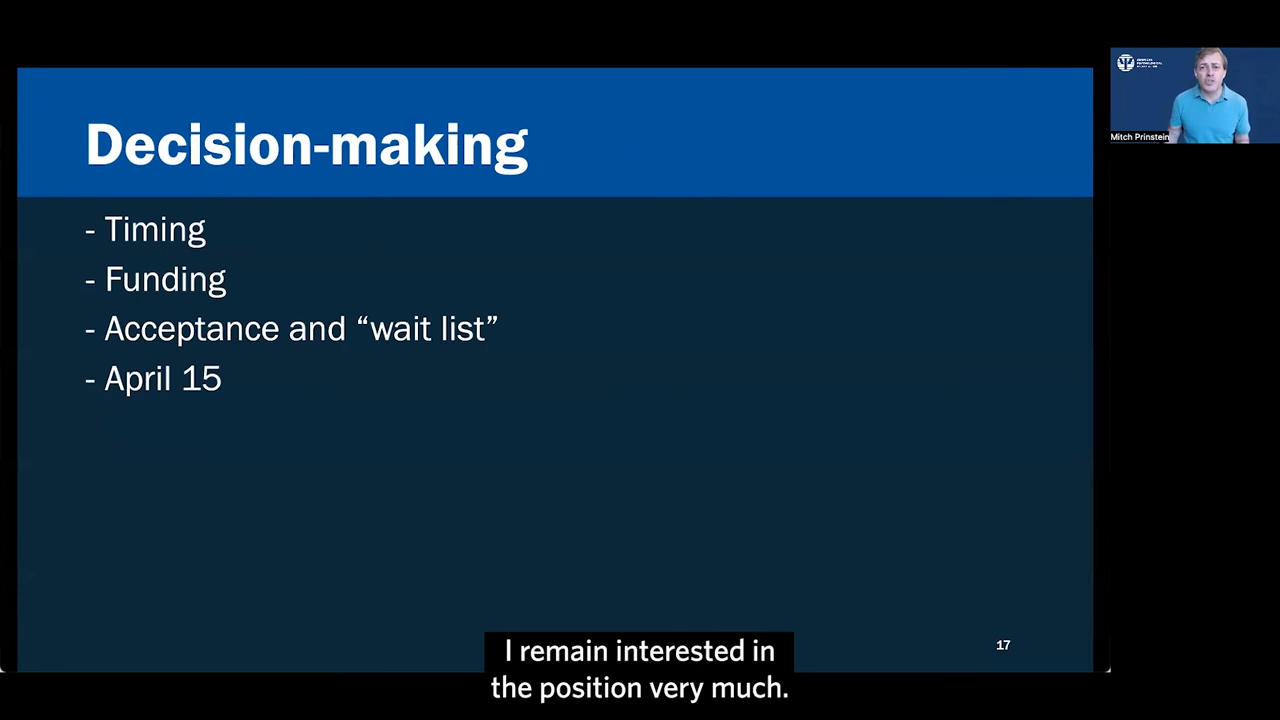 Decision-making
- Timing
- Funding
- Acceptance and “wait list”
- April 15
17
Mitch Prinstein
I remain interested in
the position very much.